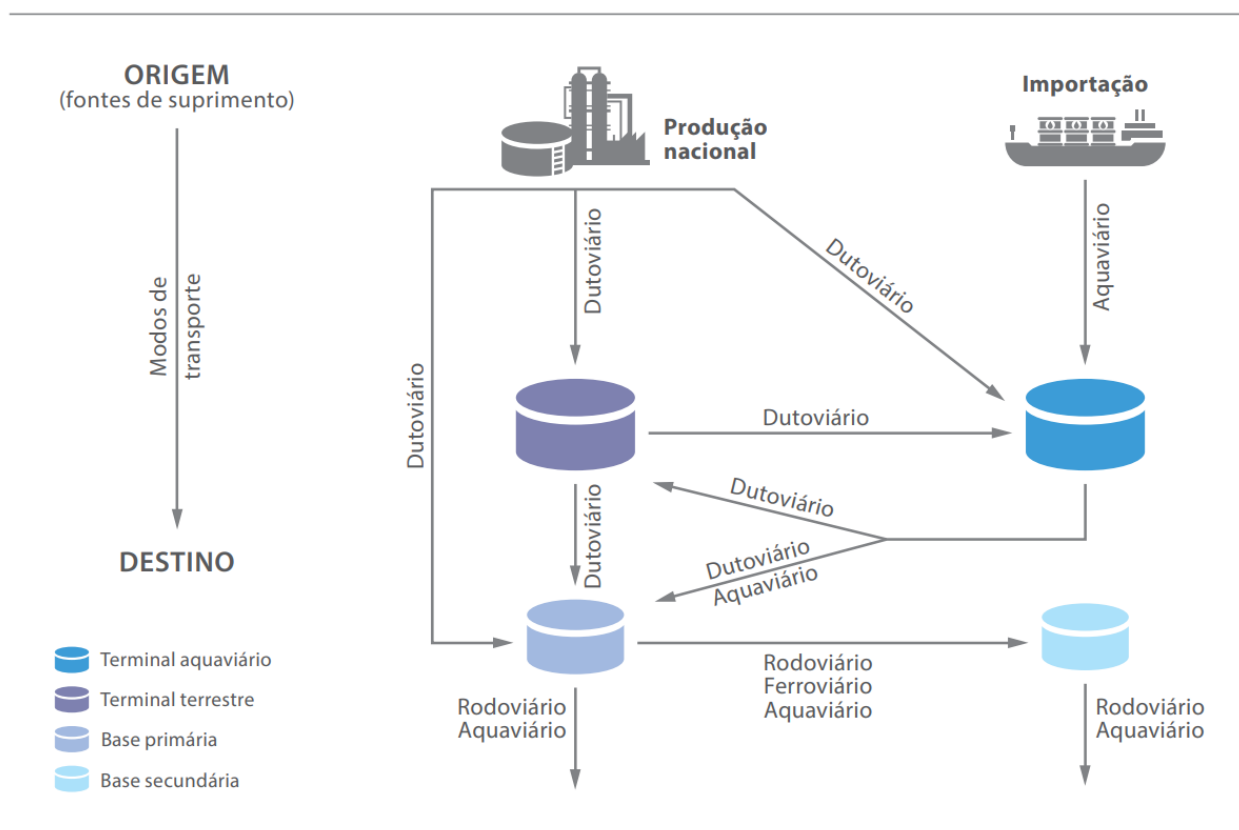 ORIGEM
(fontes de suprimento)
Modos de
transporte
DESTINO
Produção
nacional
Importação
Dutoviário
Dutoviário
Aquaviário
Dutoviário
Dutoviário
Dutoviário
Dutoviário
Dutoviário
Aquaviário
Rodoviário
Ferroviário
Aquaviário
Rodoviário
Aquaviário
Rodoviário
Aquaviário
Terminal aquaviário
Terminal terrestre
Base primária
Base secundária